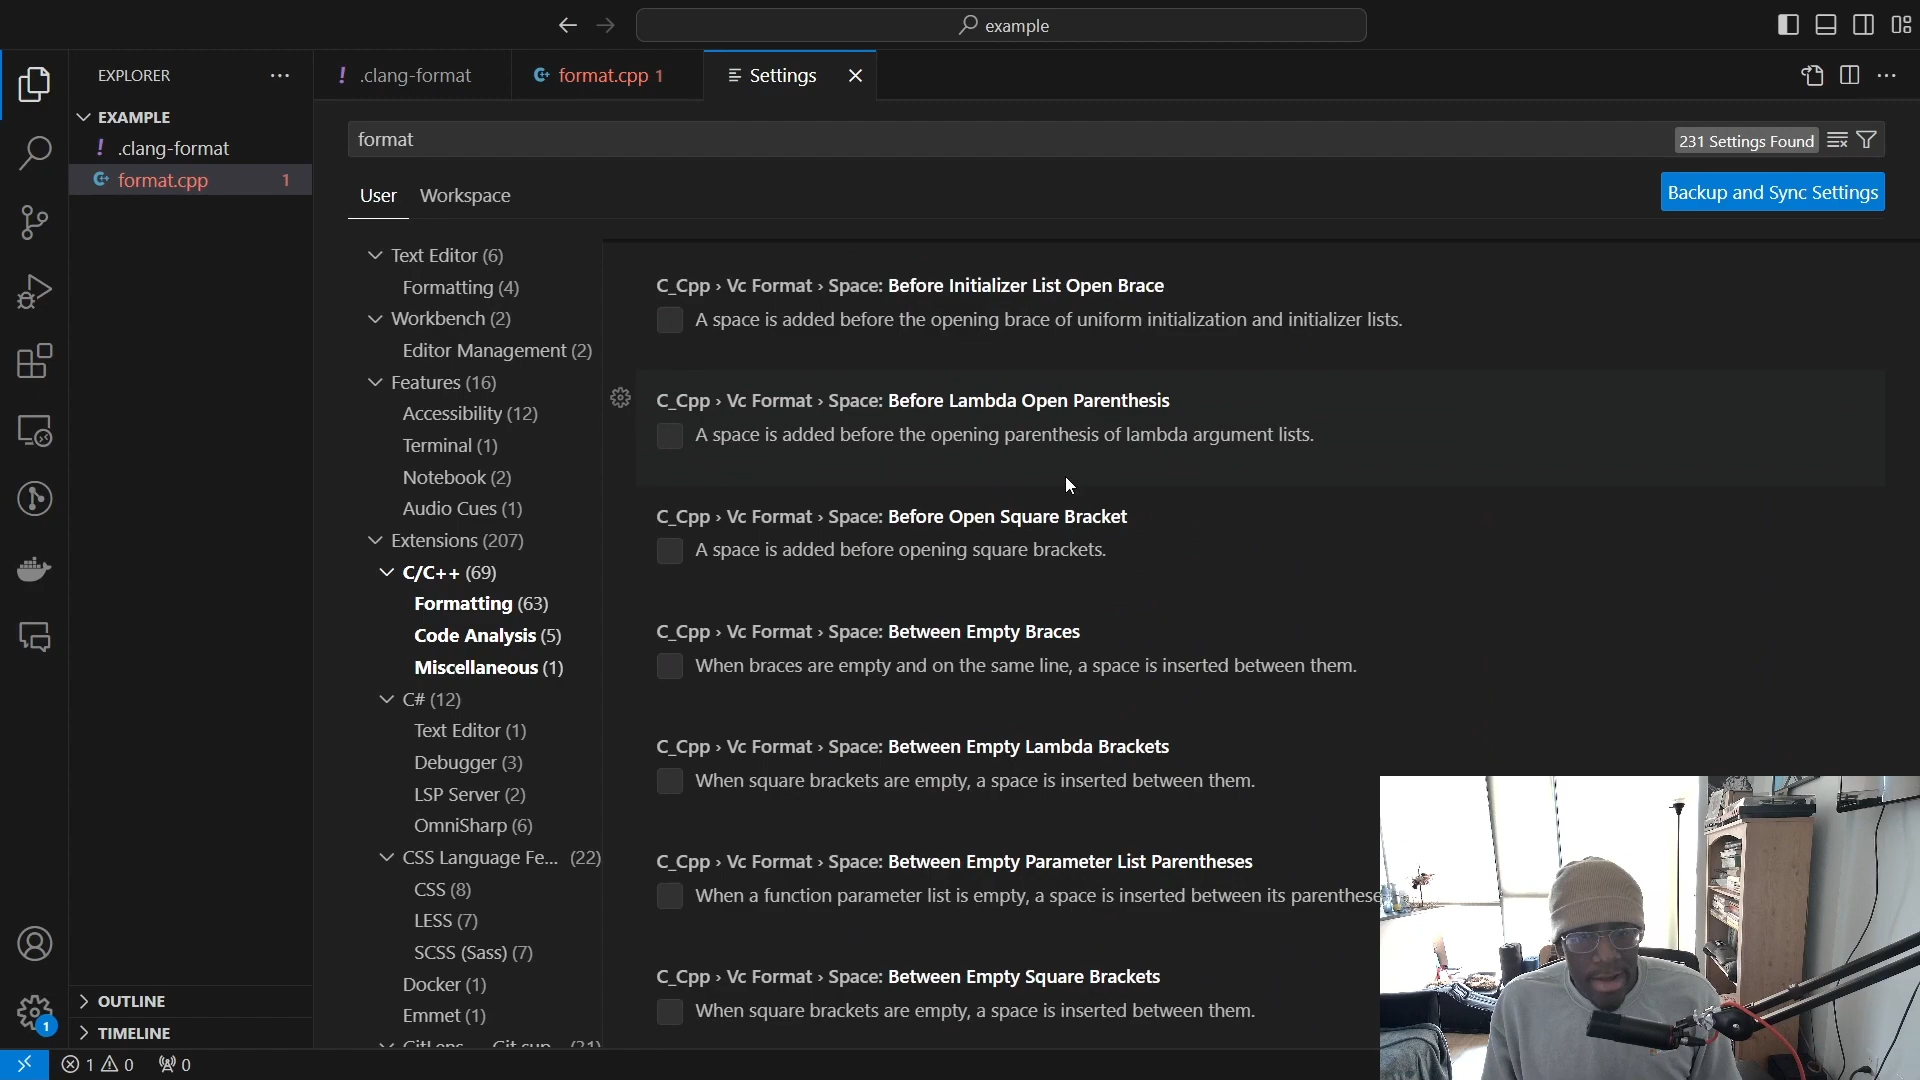 example
EXPLORER
.clang-format
format.cpp 1
Settings
EXAMPLE
! .clang-format
format.cpp 1
format
231 Settings Found
User
Workspace
Backup and Sync Settings
Text Editor (6)
Formatting (4)
Workbench (2)
Editor Management (2)
Features (16)
Accessibility (12)
Terminal (1)
Notebook (2)
Audio Cues (1)
Extensions (207)
C/C++ (69)
Formatting (63)
Code Analysis (5)
Miscellaneous (1)
C# (12)
Text Editor (1)
Debugger (3)
LSP Server (2)
OmniSharp (6)
CSS Language Fe... (22)
CSS (8)
LESS (7)
SCSS (Sass) (7)
Docker (1)
Emmet (1)
C_Cpp › Vc Format › Space: Before Initializer List Open Brace
A space is added before the opening brace of uniform initialization and initializer lists.
C_Cpp › Vc Format › Space: Before Lambda Open Parenthesis
A space is added before the opening parenthesis of lambda argument lists.
C_Cpp › Vc Format › Space: Before Open Square Bracket
A space is added before opening square brackets.
C_Cpp › Vc Format › Space: Between Empty Braces
When braces are empty and on the same line, a space is inserted between them.
C_Cpp › Vc Format › Space: Between Empty Lambda Brackets
When square brackets are empty, a space is inserted between them.
C_Cpp › Vc Format › Space: Between Empty Parameter List Parentheses
When a function parameter list is empty, a space is inserted between its parenthese
C_Cpp › Vc Format › Space: Between Empty Square Brackets
When square brackets are empty, a space is inserted between them.
OUTLINE
TIMELINE
1
1 0
0